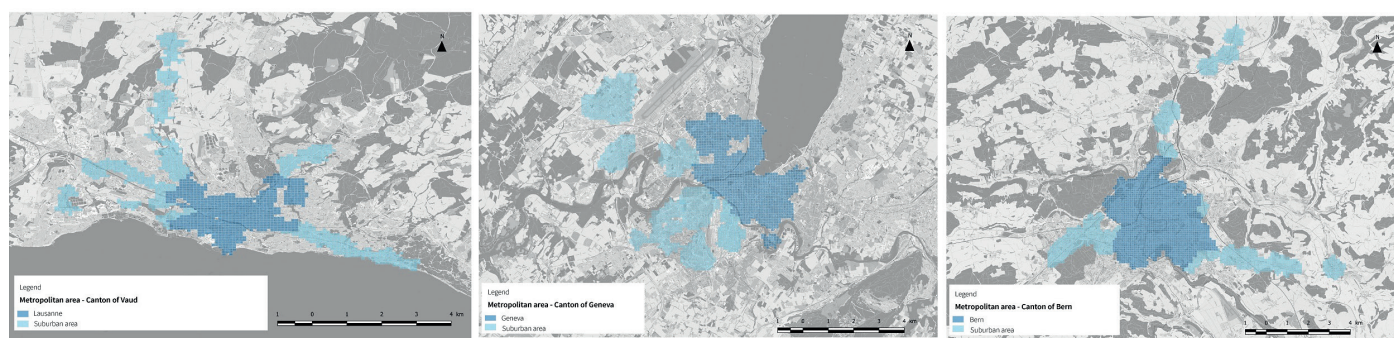 N
Legend
Metropolitan area - Canton of Vaud
Lausanne
Suburban area
1 0 1 2 3 4 km
N
Legend
Metropolitan area - Canton of Geneva
Geneva
Suburban area
1 0 1 2 3 4 km
N
Legend
Metropolitan area - Canton of Bern
Bern
Suburban area
1 0 1 2 3 4 km